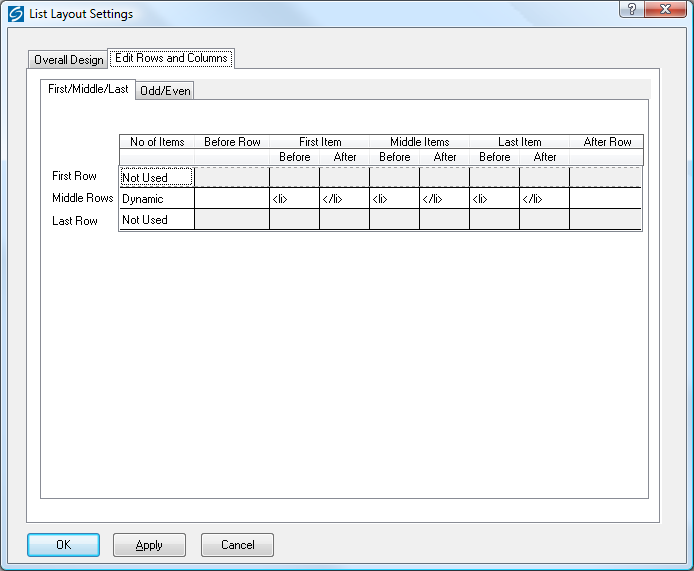 List Layout Settings
?
Overall Design Edit Rows and Columns
First/Middle/Last Odd/Even
No of Items Before Row First Item Middle Items Last Item After Row
Before After Before After Before After
First Row Not Used
Middle Rows Dynamic <li> </li> <li> </li> <li> </li>
Last Row Not Used
OK Apply Cancel